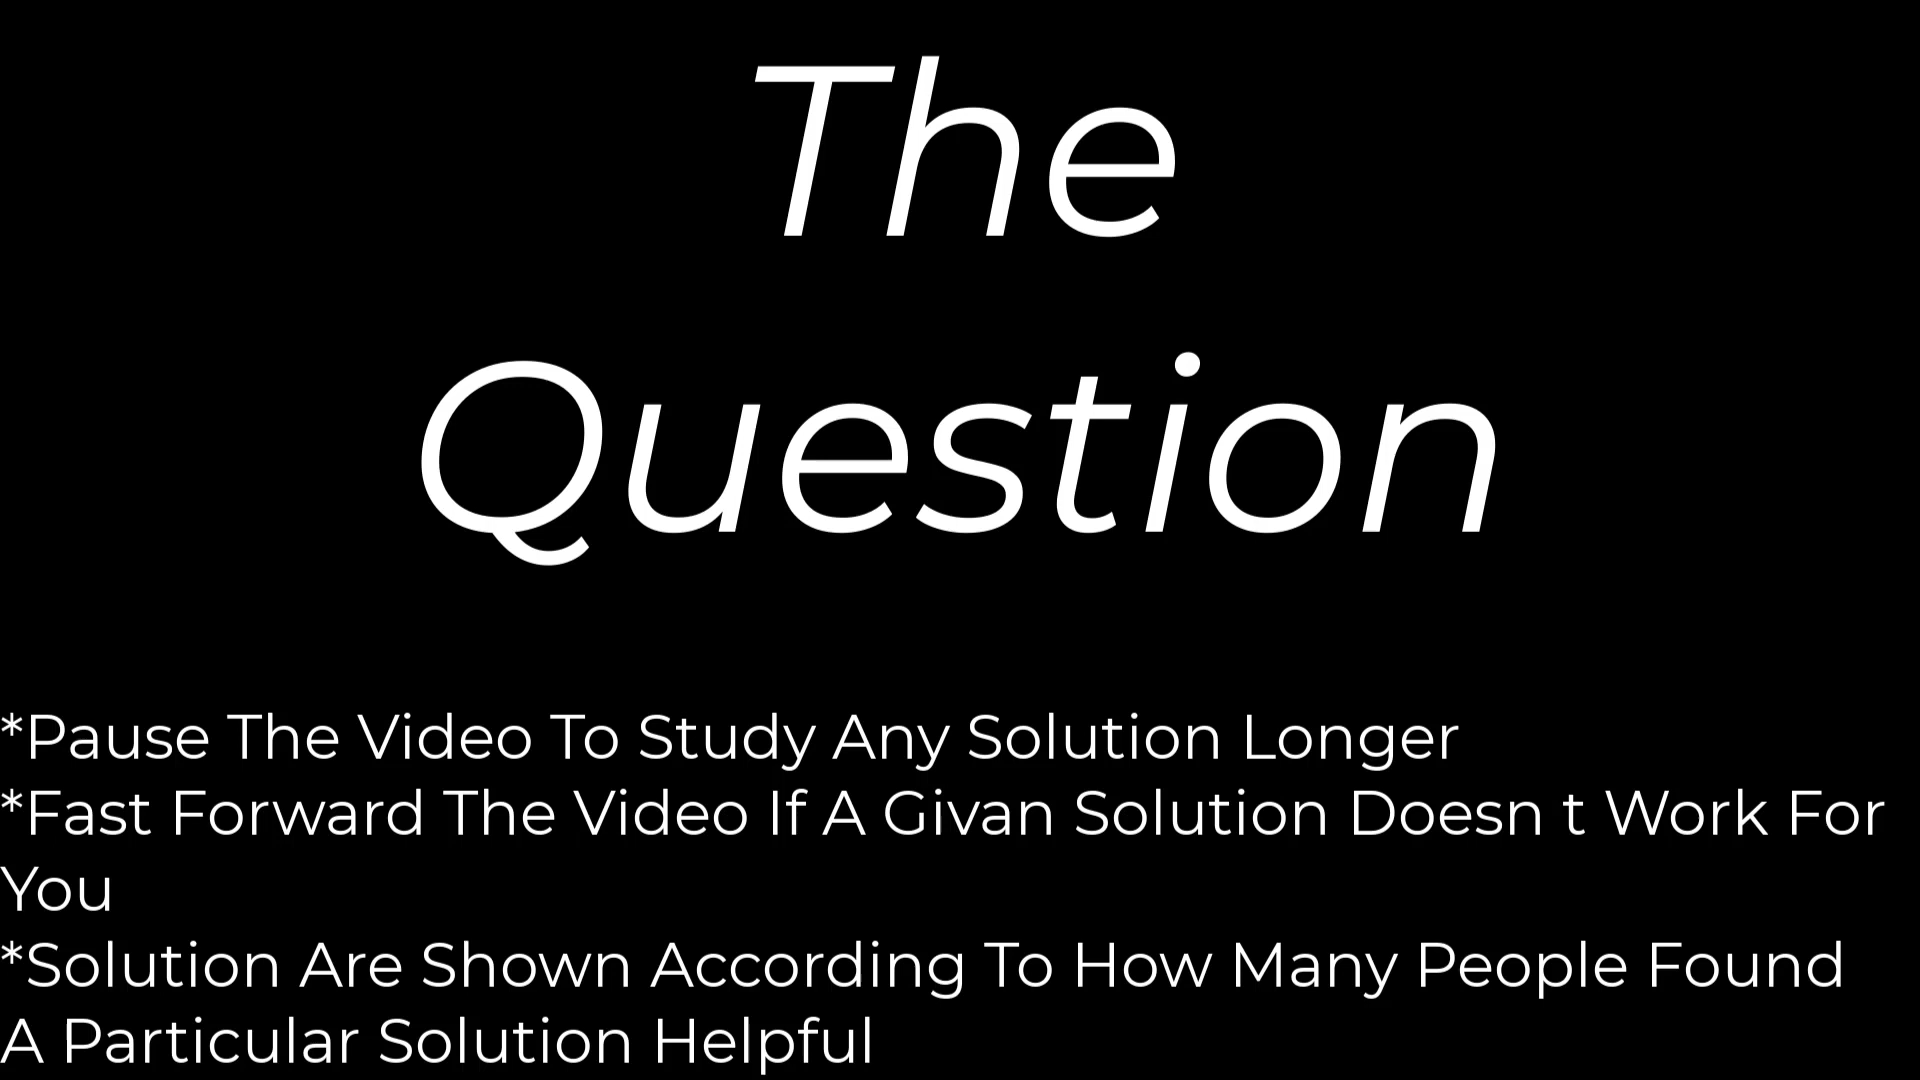 The
Question
*Pause The Video To Study Any Solution Longer
*Fast Forward The Video If A Givan Solution Doesn t Work For
You
*Solution Are Shown According To How Many People Found
A Particular Solution Helpful